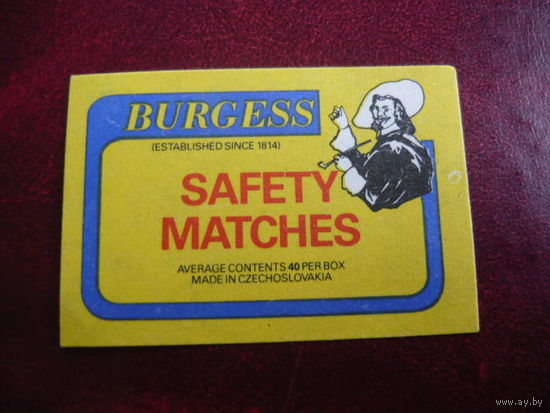 BURGESS
(ESTABLISHED SINCE 1814)
SAFETY
MATCHES
AVERAGE CONTENTS 40 PER BOX
MADE IN CZECHOSLOVAKIA
www.ay.by